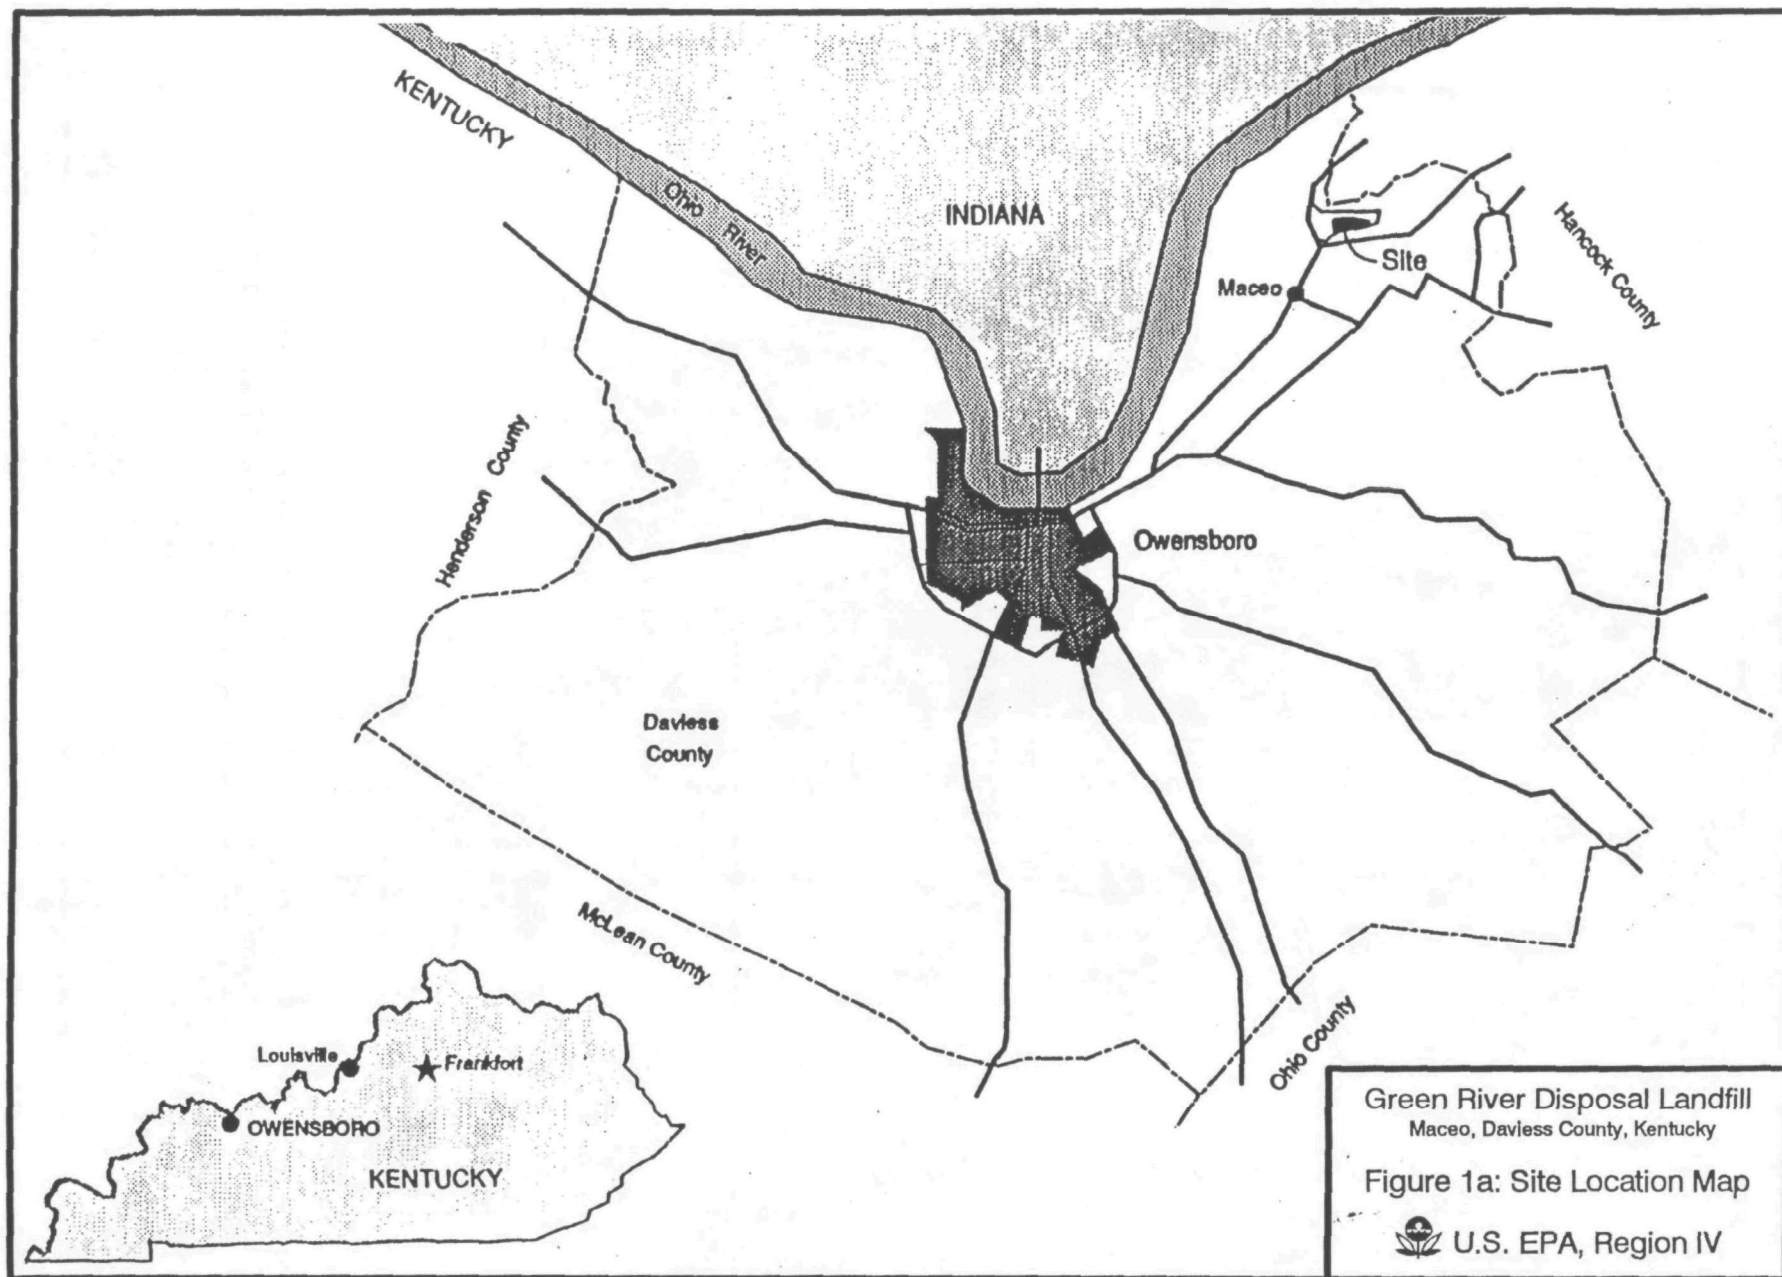 KENTUCKY
Ohio
River
INDIANA
Site
Maceo
Hancock County
Henderson County
Owensboro
Daviess
County
McLean County
Ohio County
Louisville
Frankfort
OWENSBORO
KENTUCKY
Green River Disposal Landfill
Maceo, Daviess County, Kentucky
Figure 1a: Site Location Map
U.S. EPA, Region IV